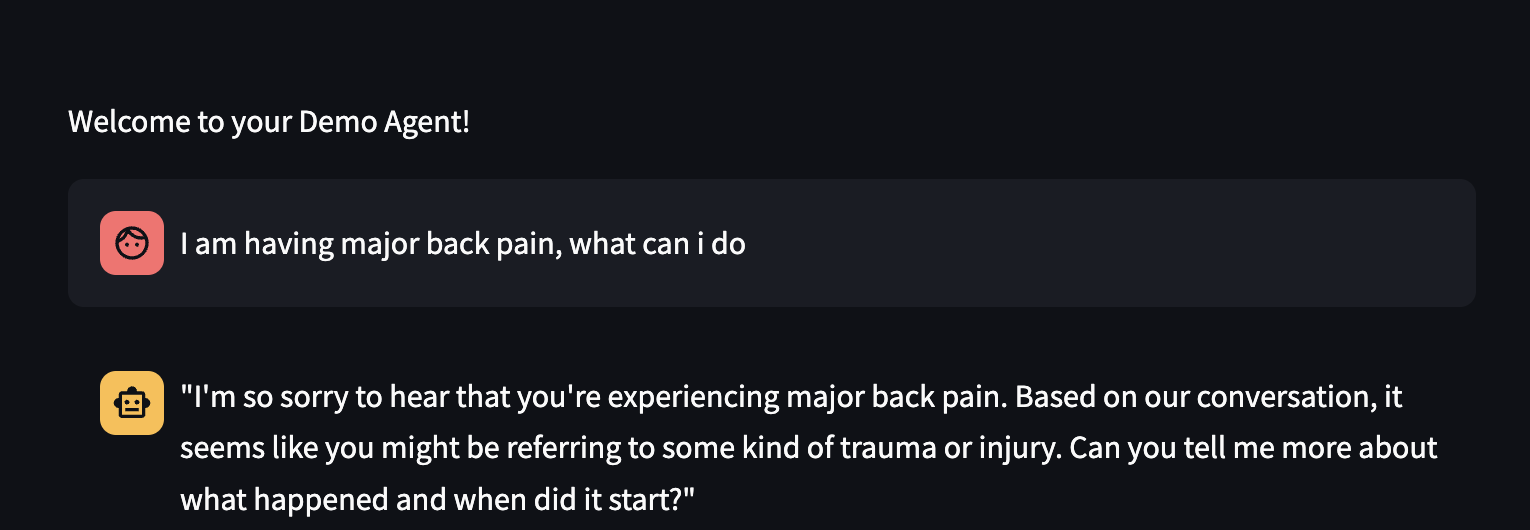 Welcome to your Demo Agent!
I am having major back pain, what can i do
"I'm so sorry to hear that you're experiencing major back pain. Based on our conversation, it
seems like you might be referring to some kind of trauma or injury. Can you tell me more about
what happened and when did it start?"